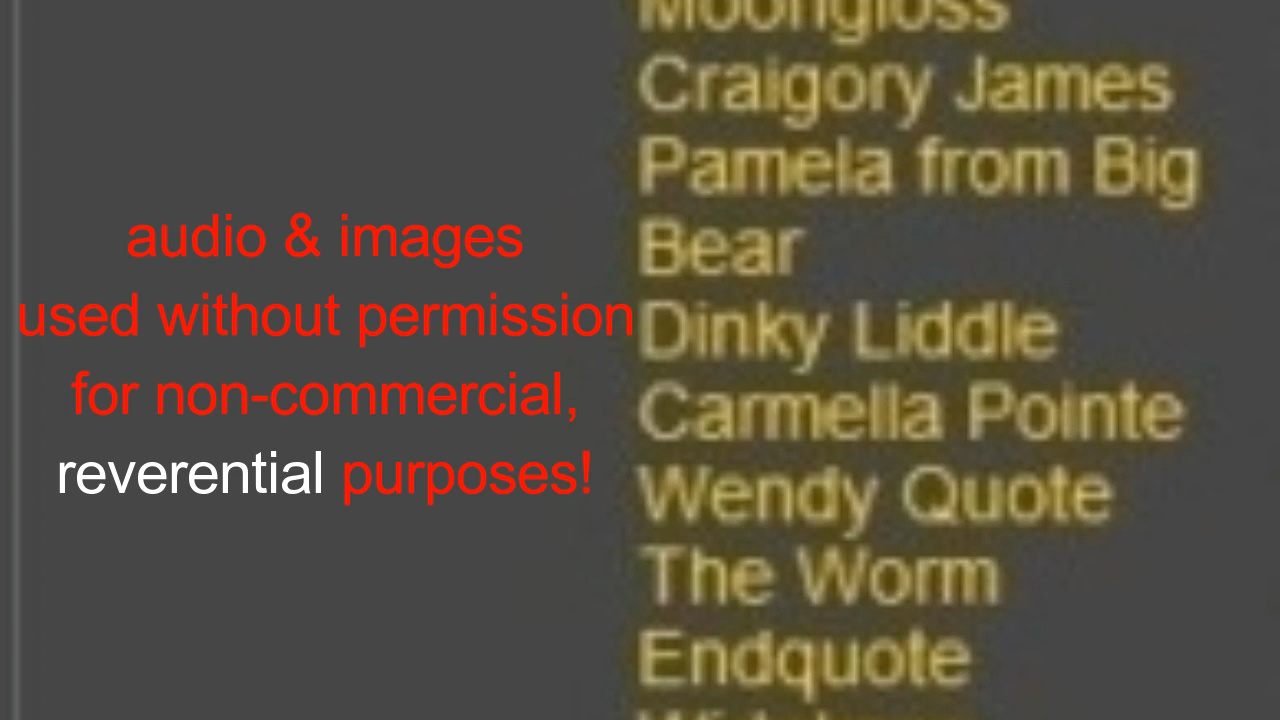 audio & images
used without permission
for non-commercial,
reverential purposes!
Moongloss
Craigory James
Pamela from Big
Bear
Dinky Liddle
Carmella Pointe
Wendy Quote
The Worm
Endquote